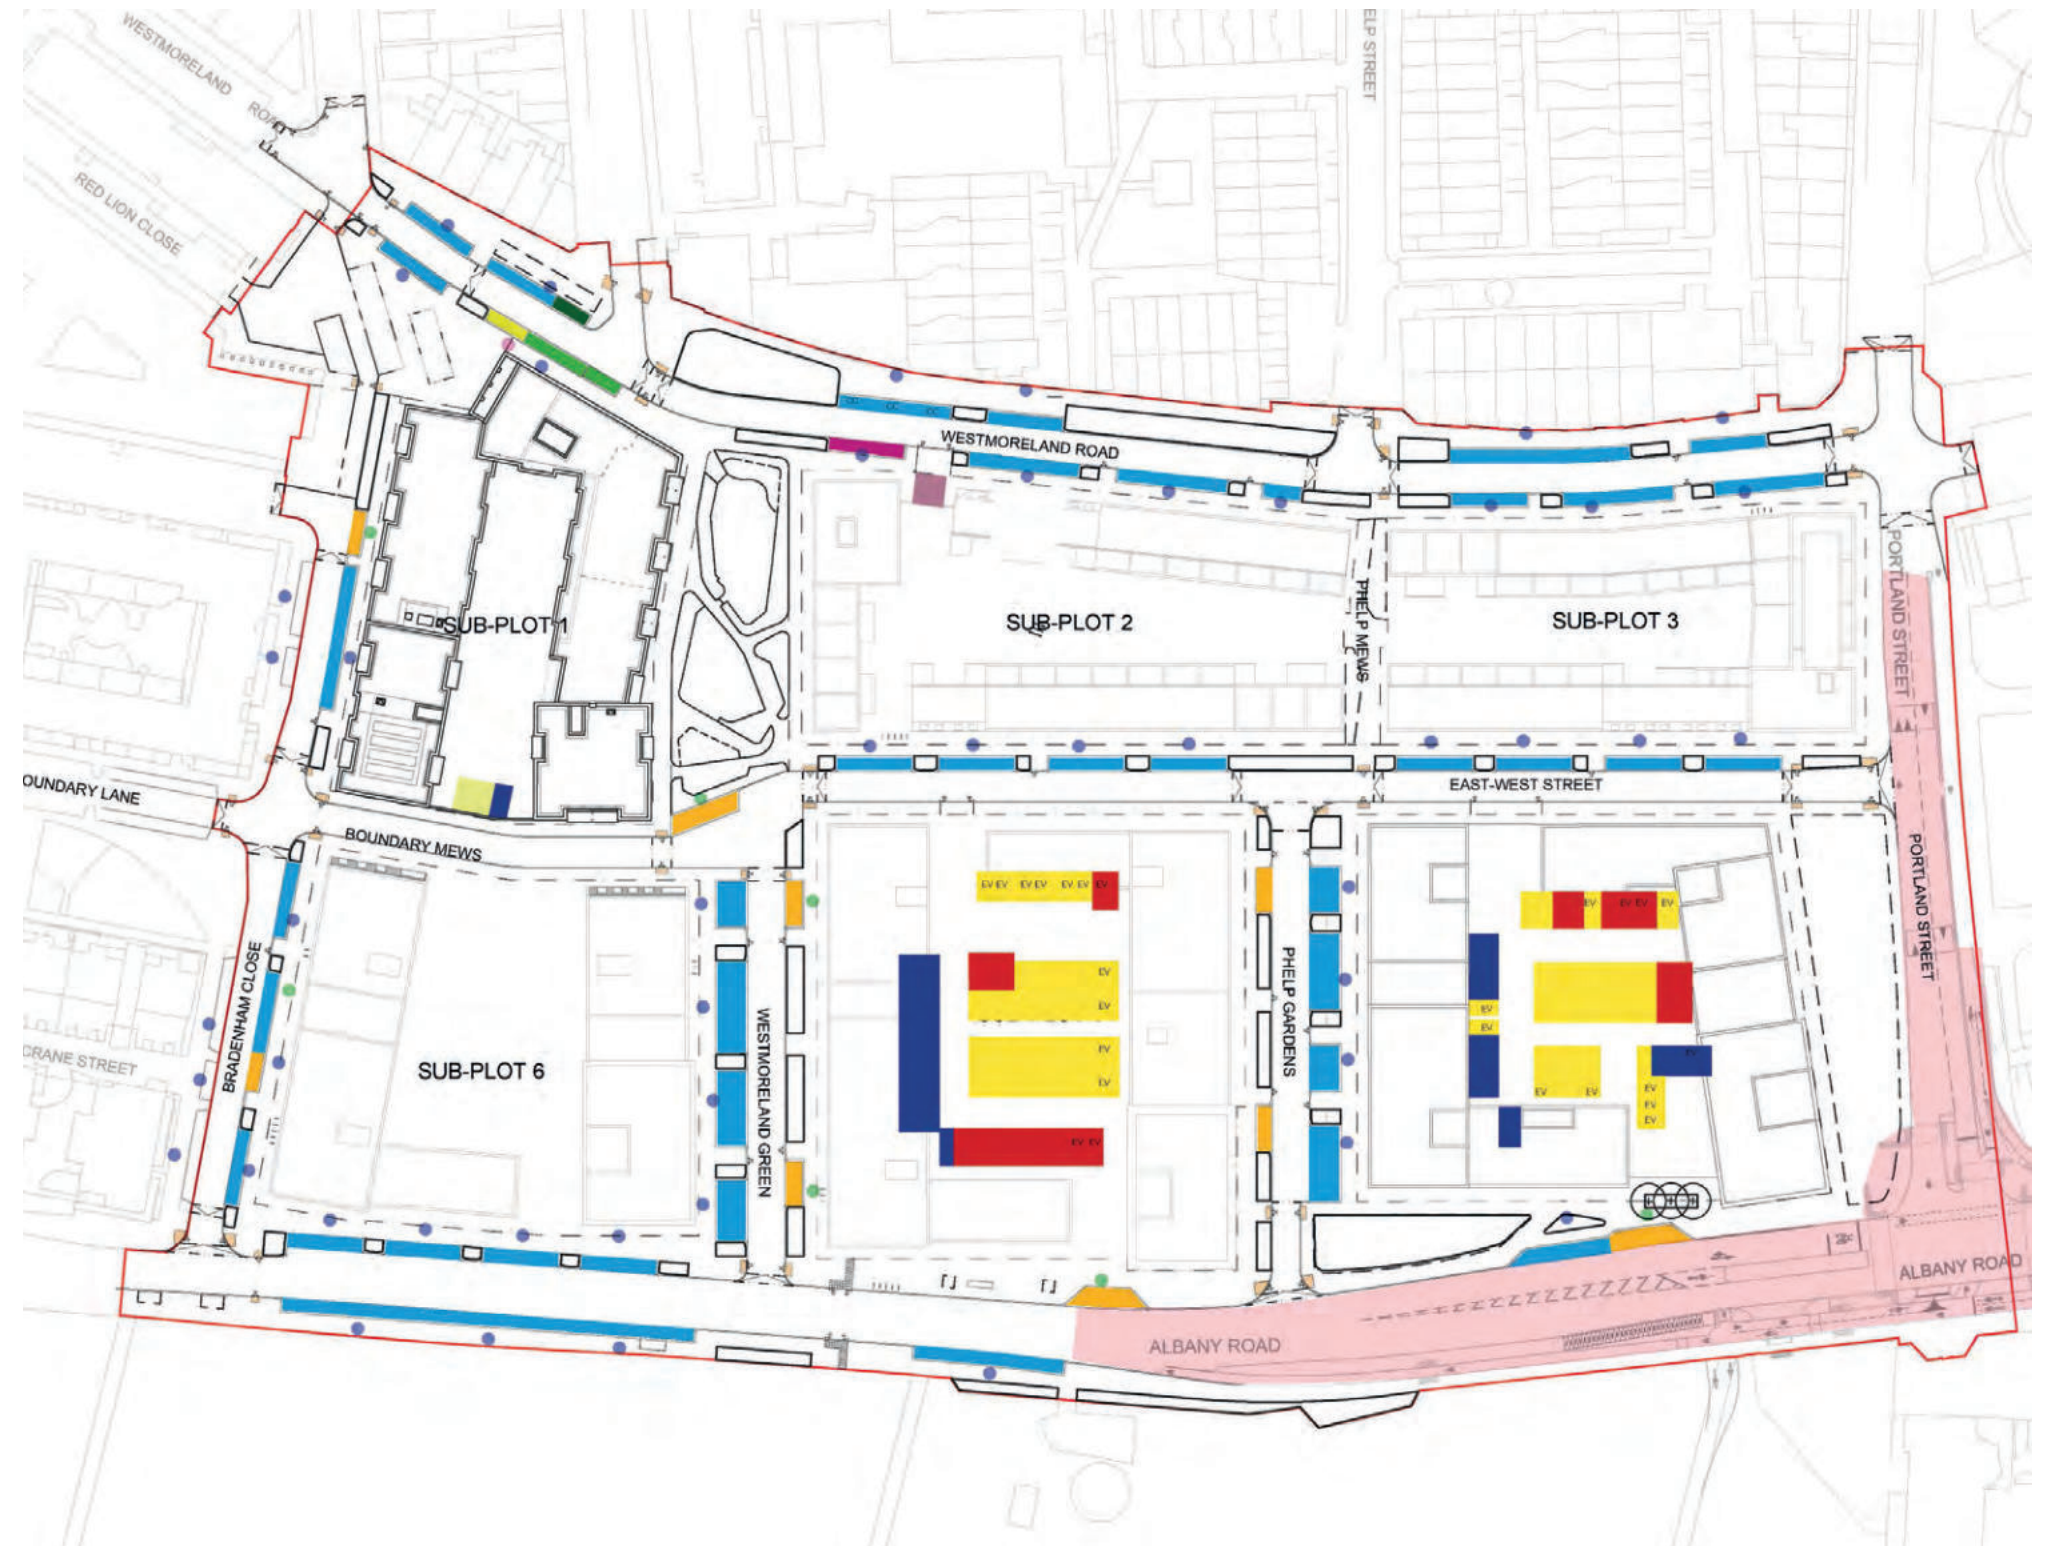 WESTMORELAND ROAD
ELP STREET
RED LION CLOSE
CC CC CC
WESTMORELAND ROAD
PORTLAND STREET
SUB-PLOT 1
SUB-PLOT 2
PHELP MEWS
SUB-PLOT 3
OUNDARY LANE
EAST-WEST STREET
BOUNDARY MEWS
PORTLAND STREET
EV EV EV EV EV EV EV
EV EV EV EV
BRADENHAM CLOSE
WESTMORELAND GREEN
PHELP GARDENS
EV
EV
EV
EV
CRANE STREET
SUB-PLOT 6
EV
EV
EV
EV EV
EV
EV
EV
EV
EV EV
ALBANY ROAD
ALBANY ROAD